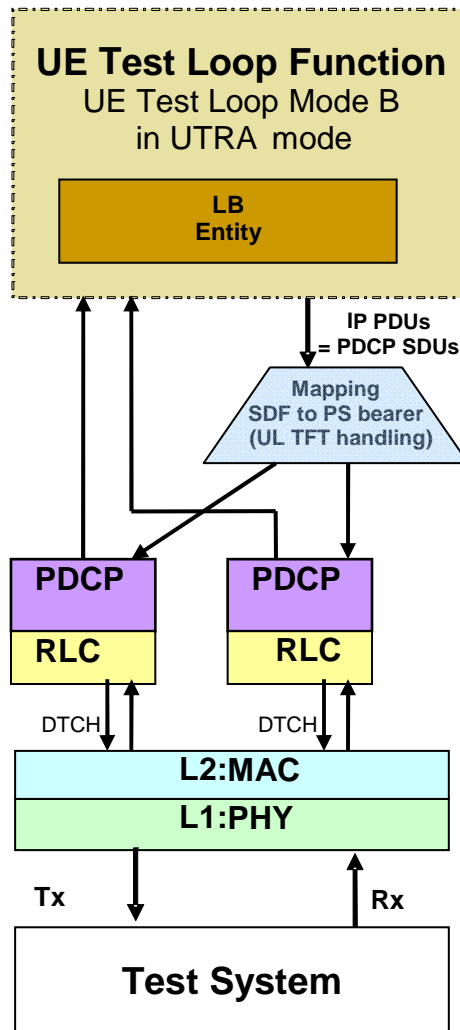 UE Test Loop Function
UE Test Loop Mode B
in UTRA mode
LB
Entity
IP PDUs
= PDCP SDUs
Mapping
SDF to PS bearer
(UL TFT handling)
PDCP
PDCP
RLC
RLC
DTCH
DTCH
L2:MAC
L1:PHY
Tx
Rx
Test System